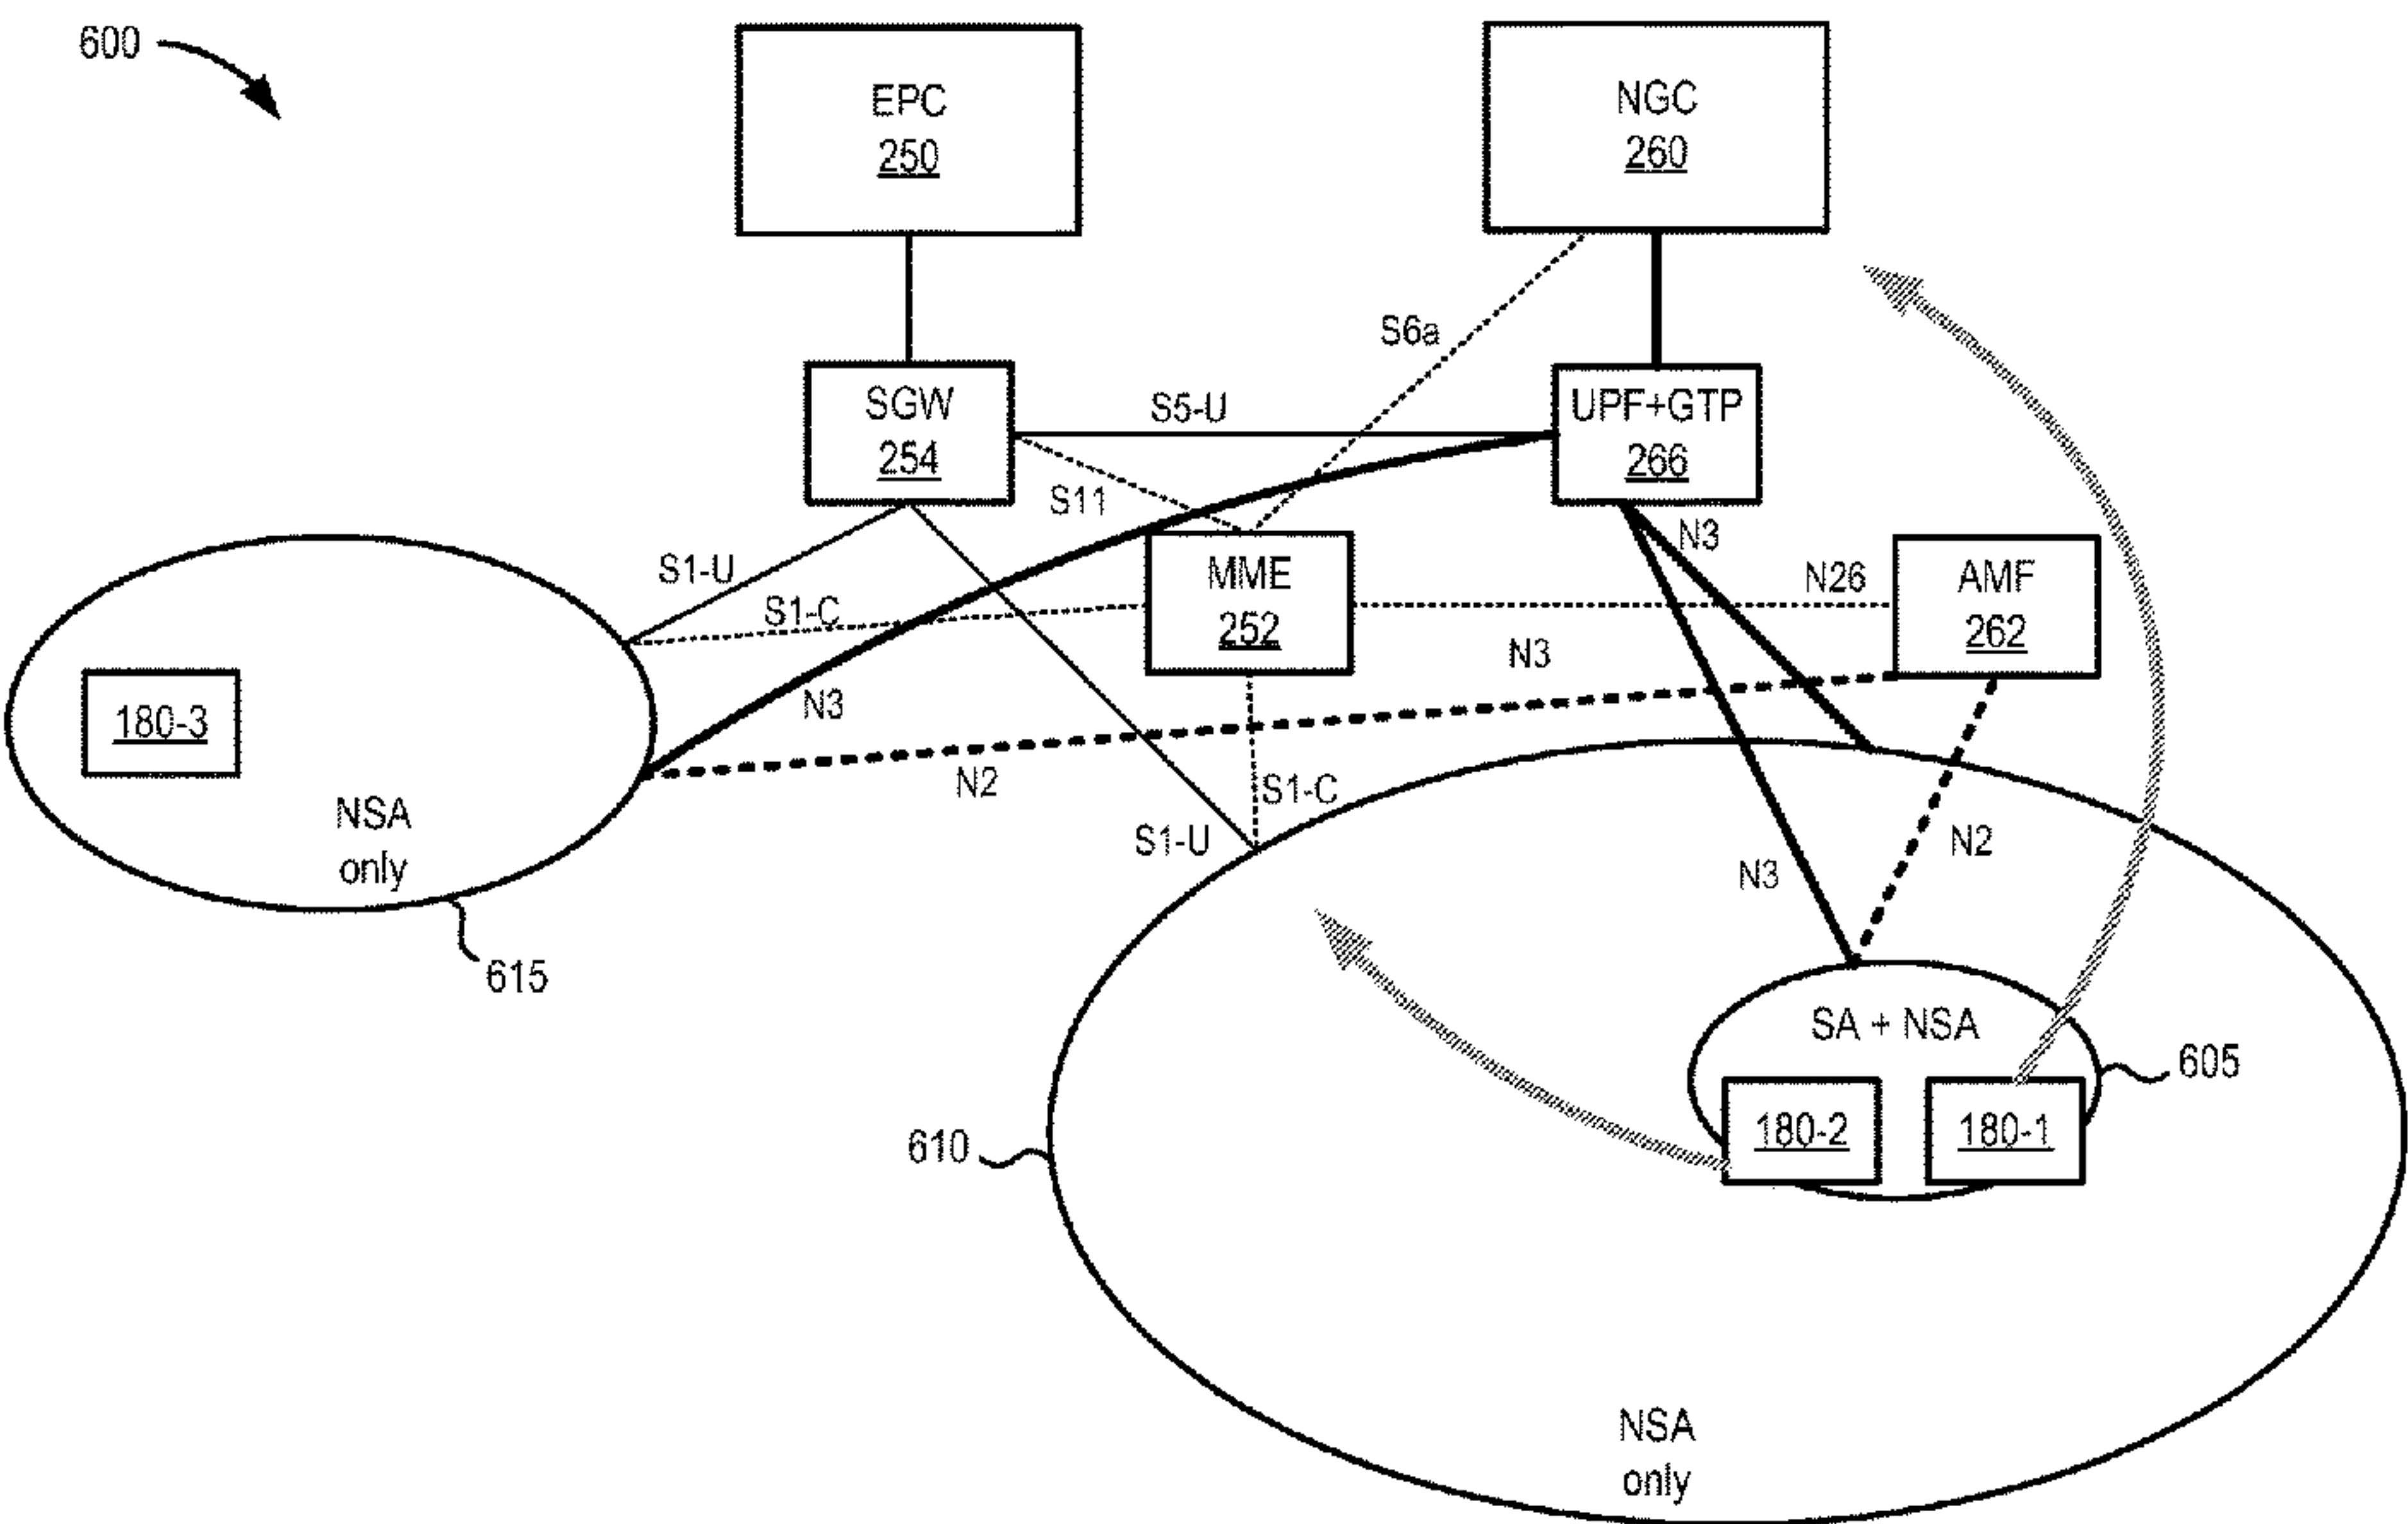 600
EPC
250
NGC
260
S6a
SGW
254
S5-U
UPF+GTP
266
S11
N3
S1-U
MME
252
N26
AMF
262
S1-C
N3
180-3
N3
N2
S1-C
NSA
only
S1-U
N2
N3
615
SA + NSA
605
180-2
180-1
610
NSA
only